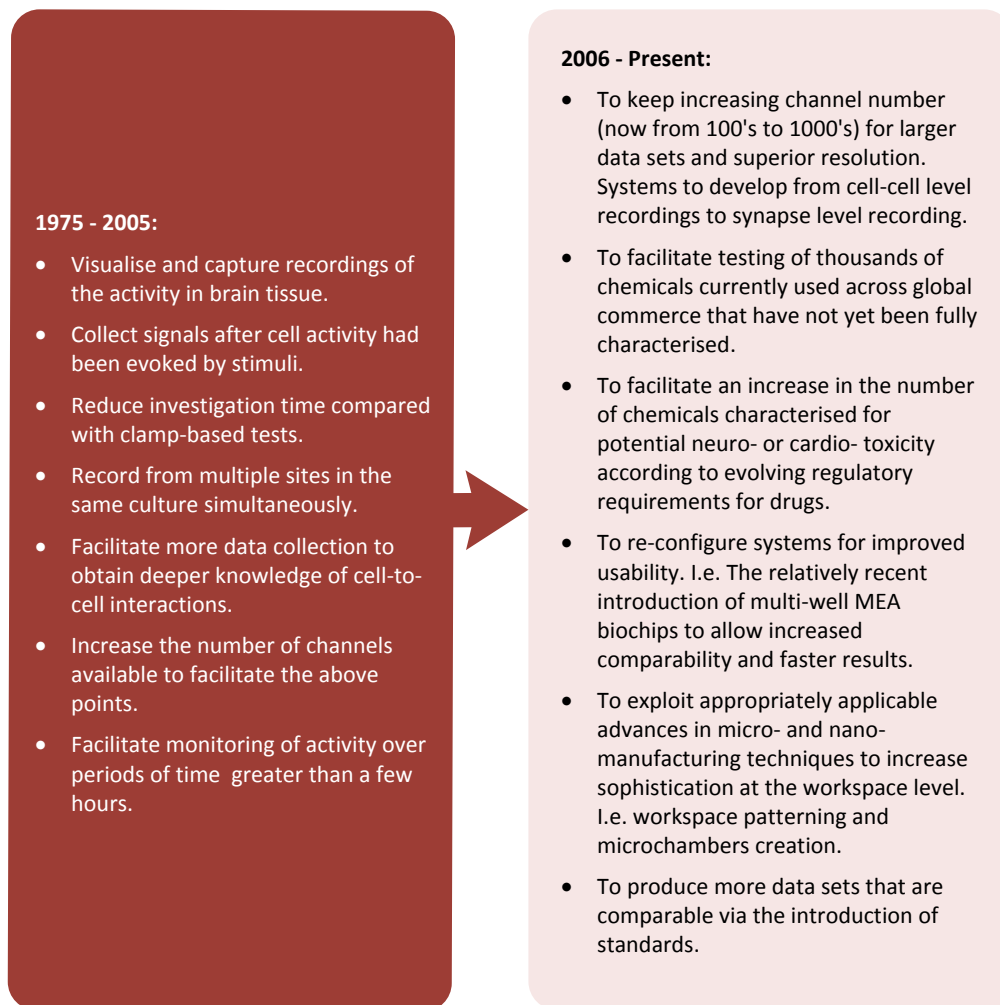 1975 - 2005:
• Visualise and capture recordings of
the activity in brain tissue.
• Collect signals after cell activity had
been evoked by stimuli.
• Reduce investigation time compared
with clamp-based tests.
• Record from multiple sites in the
same culture simultaneously.
• Facilitate more data collection to
obtain deeper knowledge of cell-to-
cell interactions.
• Increase the number of channels
available to facilitate the above
points.
• Facilitate monitoring of activity over
periods of time greater than a few
hours.
2006 - Present:
• To keep increasing channel number
(now from 100's to 1000's) for larger
data sets and superior resolution.
Systems to develop from cell-cell level
recordings to synapse level recording.
• To facilitate testing of thousands of
chemicals currently used across global
commerce that have not yet been fully
characterised.
• To facilitate an increase in the number
of chemicals characterised for
potential neuro- or cardio- toxicity
according to evolving regulatory
requirements for drugs.
• To re-configure systems for improved
usability. I.e. The relatively recent
introduction of multi-well MEA
biochips to allow increased
comparability and faster results.
• To exploit appropriately applicable
advances in micro- and nano-
manufacturing techniques to increase
sophistication at the workspace level.
I.e. workspace patterning and
microchambers creation.
• To produce more data sets that are
comparable via the introduction of
standards.